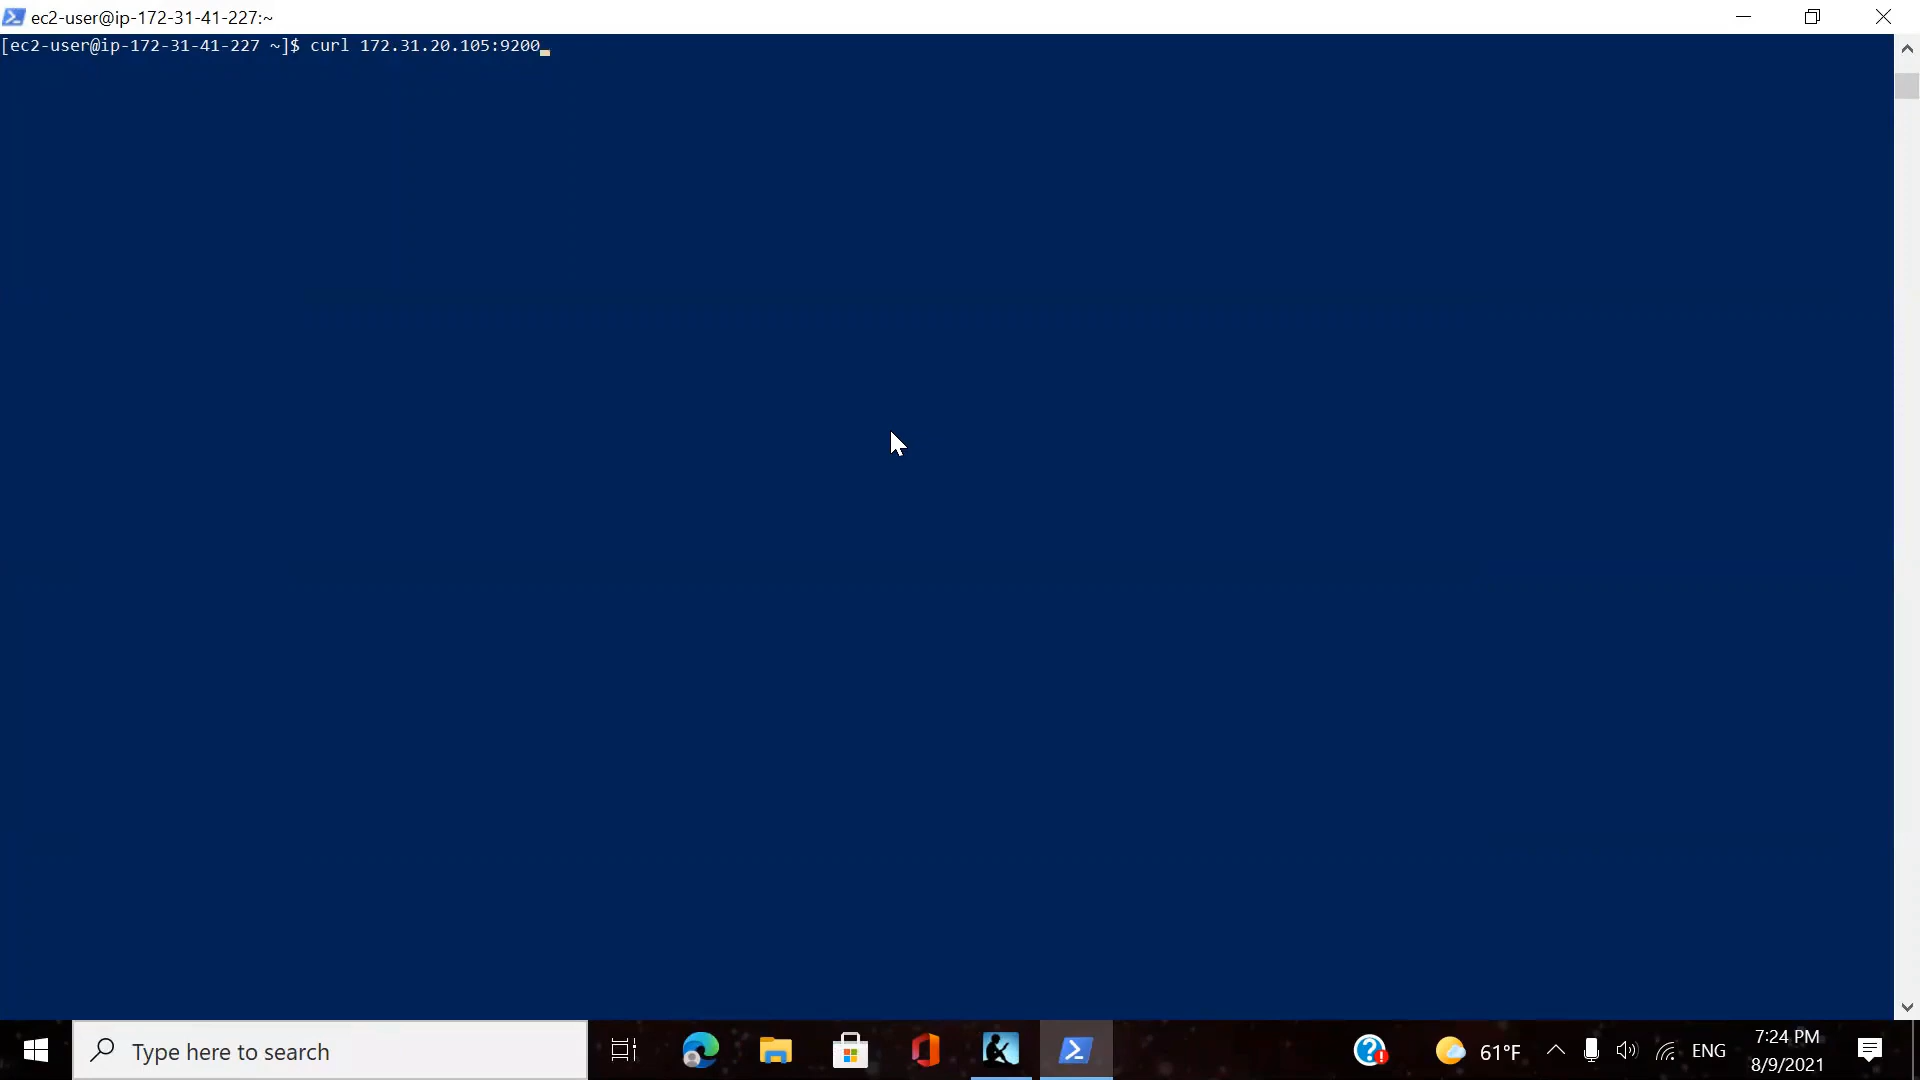 ec2-user@ip-172-31-41-227:~
[ec2-user@ip-172-31-41-227 ~]$ curl 172.31.20.105:9200
Type here to search
61°F
ENG
7:24 PM
8/9/2021